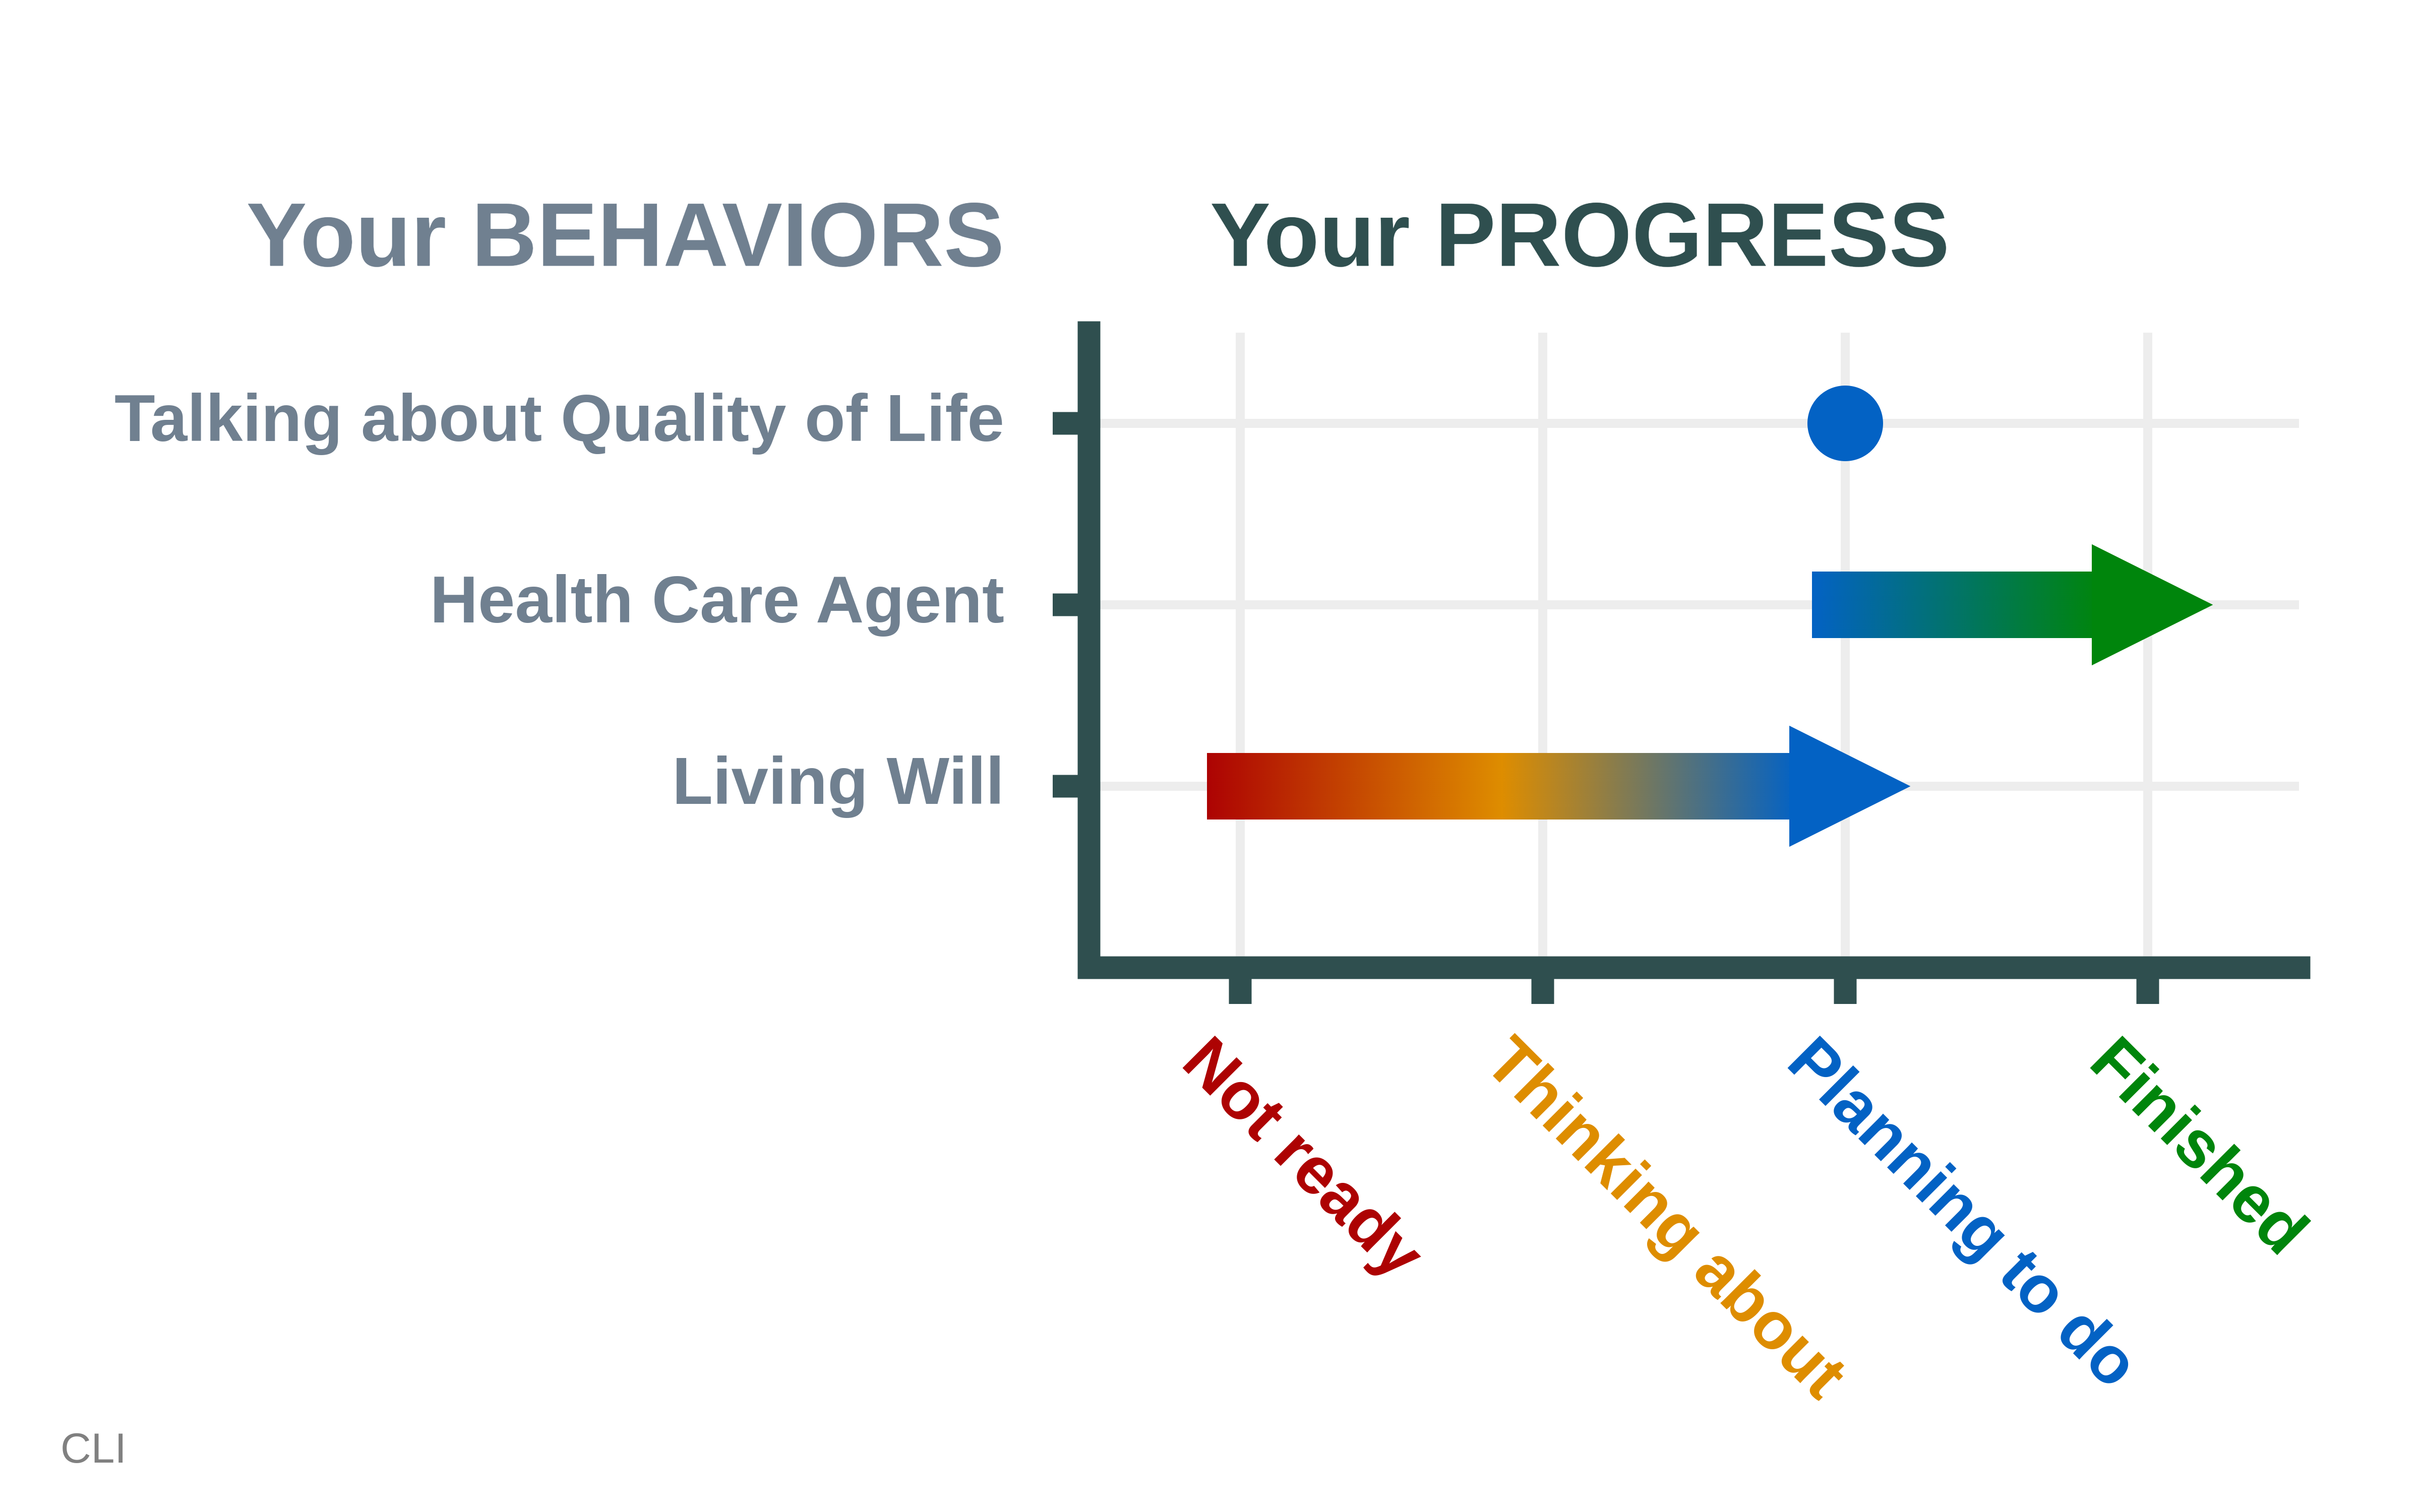 Your BEHAVIORS
Your PROGRESS
Talking about Quality of Life
Health Care Agent
Living Will
Not ready
Thinking about
Planning to do
Finished
CLI